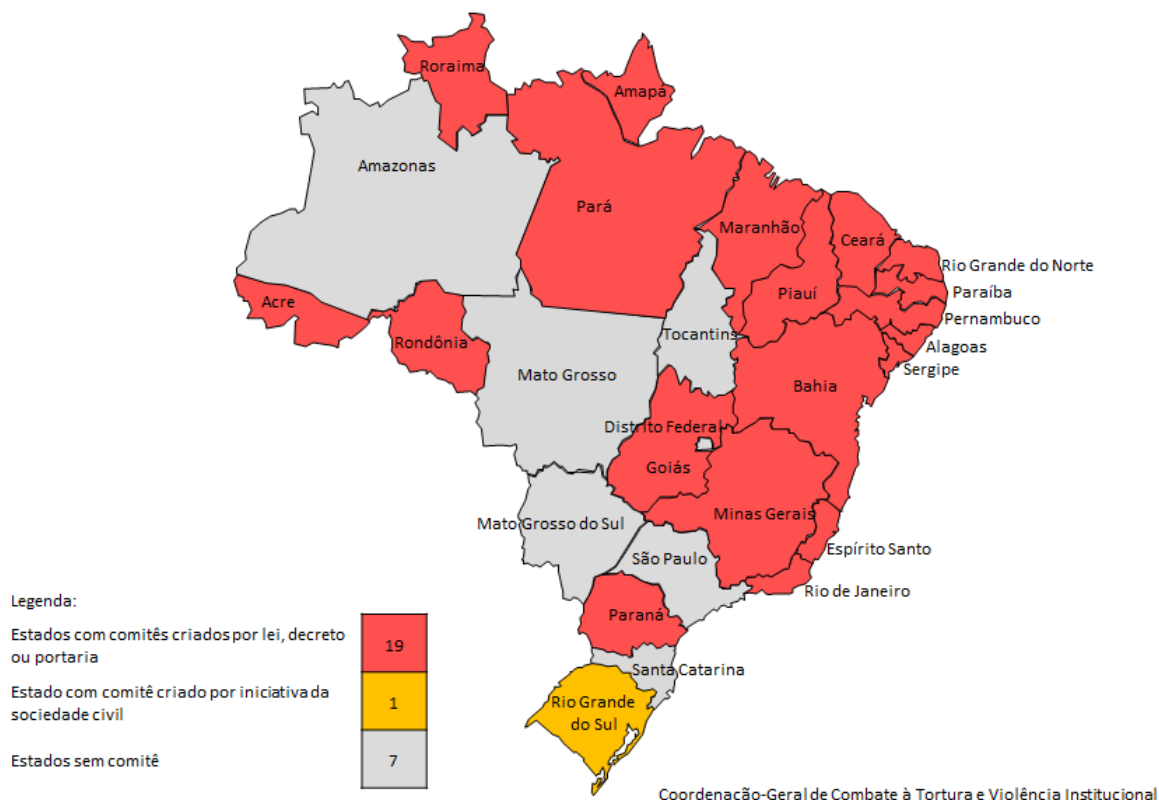 Roraima
Amapá
Amazonas
Pará
Maranhão
Ceará
Rio Grande do Norte
Piauí
Paraíba
Acre
Pernambuco
Rondônia
Tocantins
Alagoas
Sergipe
Mato Grosso
Bahia
Distrito Federal
Goiás
Minas Gerais
Mato Grosso do Sul
São Paulo
Espírito Santo
Rio de Janeiro
Paraná
Santa Catarina
Rio Grande
do Sul
Legenda:
Estados com comitês criados por lei, decreto
ou portaria
19
Estado com comitê criado por iniciativa da
sociedade civil
1
Estados sem comitê
7
Coordenação-Geral de Combate à Tortura e Violência Institucional